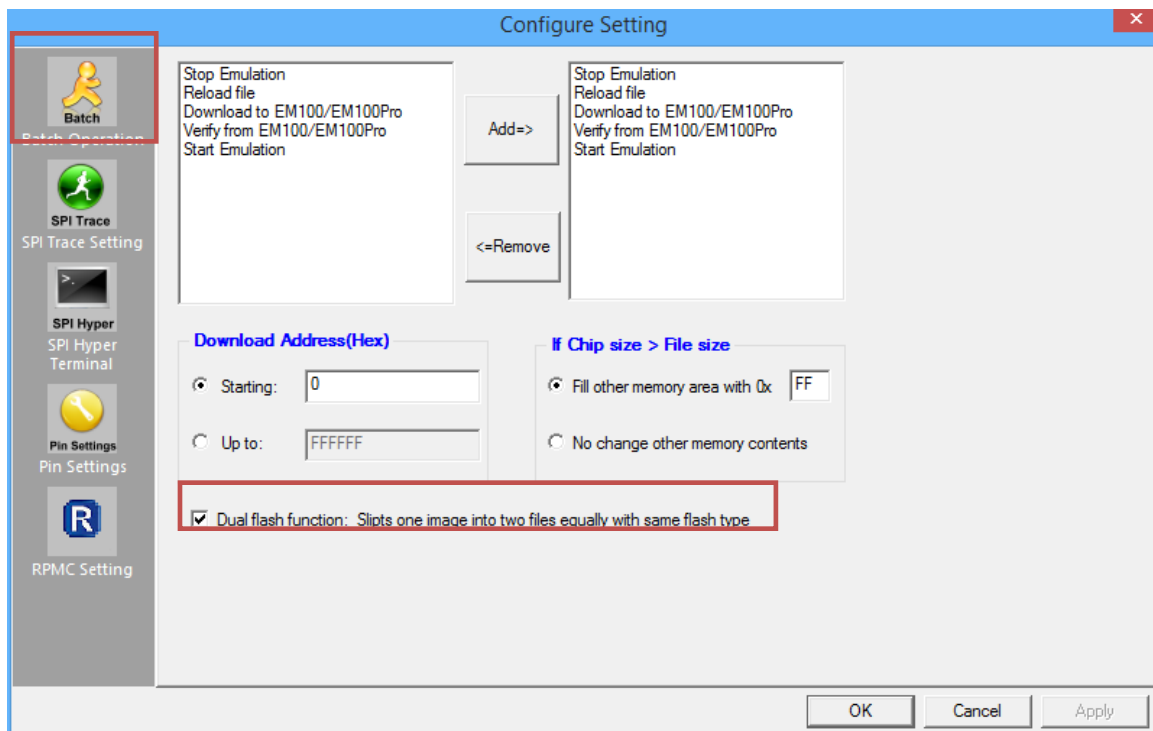 Configure Setting
Batch
Batch Operation
SPI Trace
SPI Trace Setting
SPI Hyper
SPI Hyper
Terminal
Pin Settings
Pin Settings
R
RPMC Setting
Stop Emulation
Reload file
Download to EM100/EM100Pro
Verify from EM100/EM100Pro
Start Emulation
Add=>
<=Remove
Stop Emulation
Reload file
Download to EM100/EM100Pro
Verify from EM100/EM100Pro
Start Emulation
Download Address(Hex)
Starting: 0
Up to: FFFFFF
If Chip size > File size
Fill other memory area with 0x FF
No change other memory contents
Dual flash function: Slipts one image into two files equally with same flash type
OK Cancel Apply